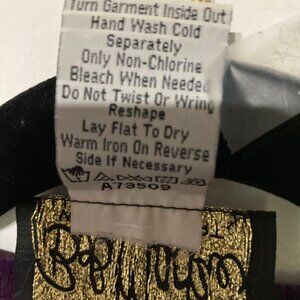 Turn Garment Inside Out
Hand Wash Cold
Separately
Only Non-Chlorine
Bleach When Needed
Do Not Twist Or Wring
Reshape
Lay Flat To Dry
Warm Iron On Reverse
Side If Necessary
A73509